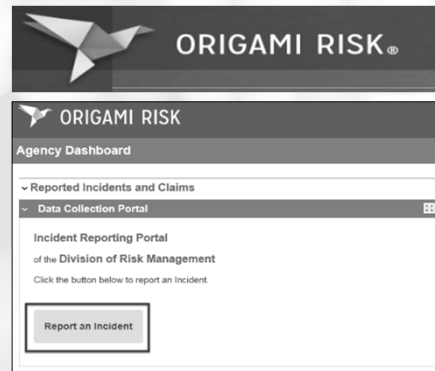 ORIGAMI RISK®
ORIGAMI RISK
Agency Dashboard
Reported Incidents and Claims
Data Collection Portal
Incident Reporting Portal
of the Division of Risk Management
Click the button below to report an Incident.
Report an Incident